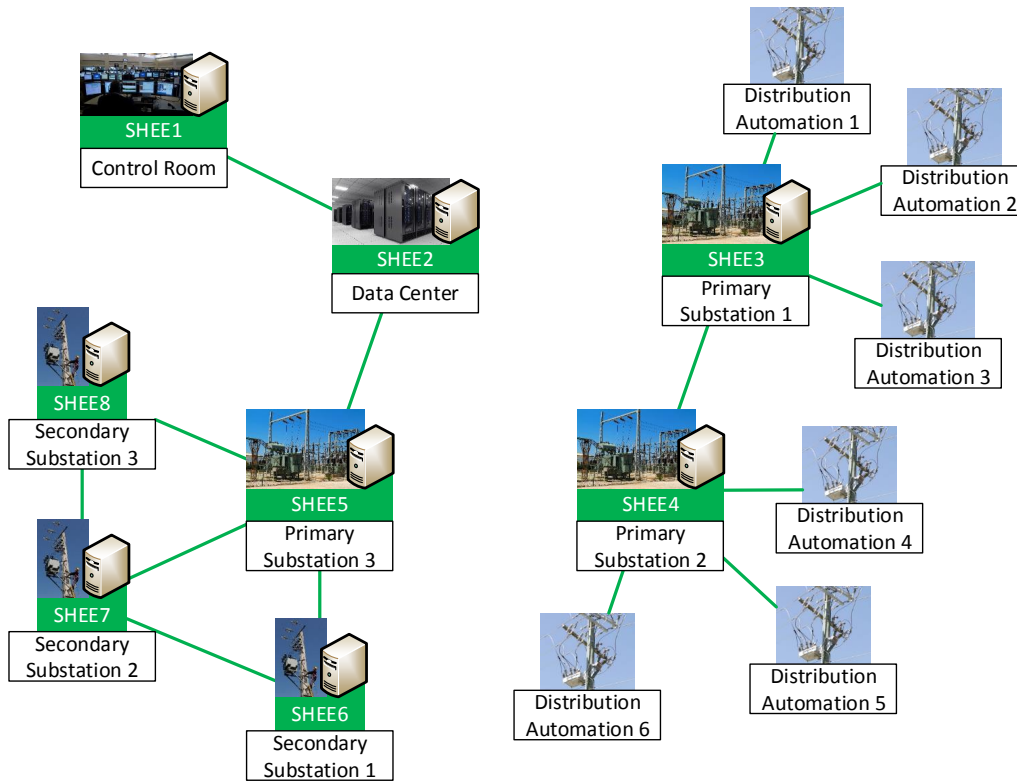 SHEE1
Control Room
SHEE2
Data Center
SHEE8
Secondary
Substation 3
SHEE5
Primary
Substation 3
SHEE7
Secondary
Substation 2
SHEE6
Secondary
Substation 1
Distribution
Automation 1
Distribution
Automation 2
SHEE3
Primary
Substation 1
Distribution
Automation 3
SHEE4
Primary
Substation 2
Distribution
Automation 4
Distribution
Automation 5
Distribution
Automation 6